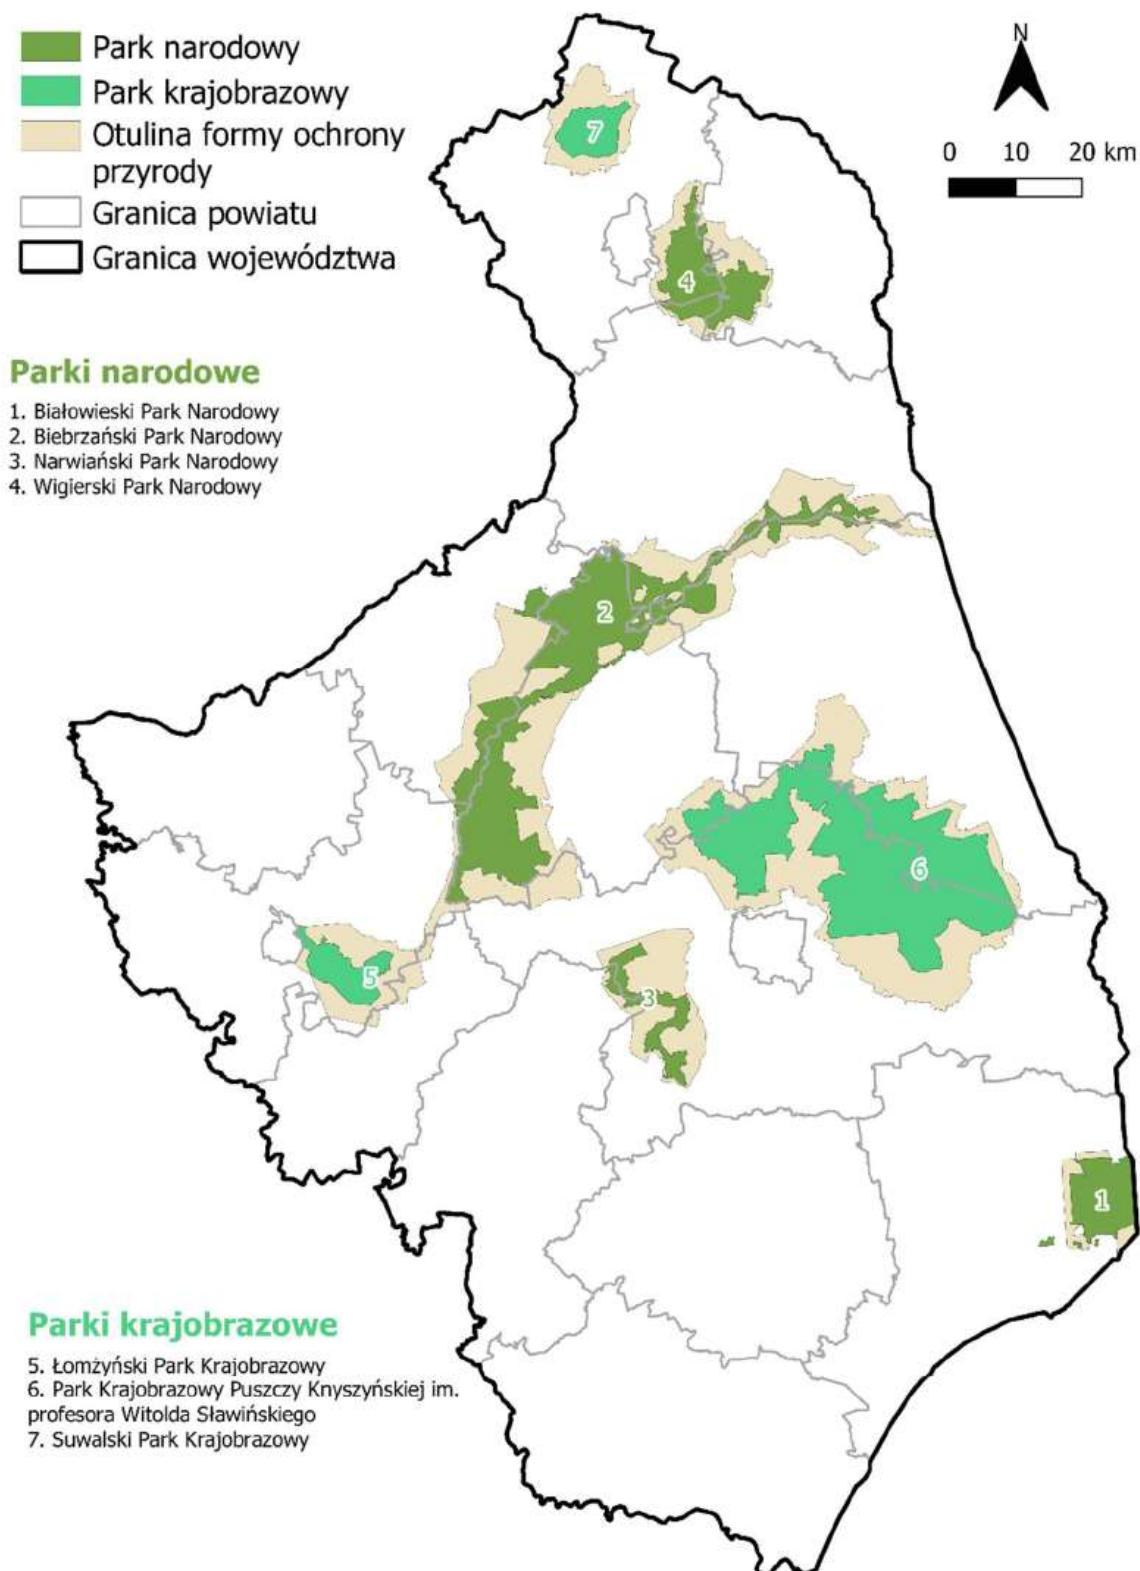 Park narodowy
Park krajobrazowy
Otulina formy ochrony
przyrody
Granica powiatu
Granica województwa
N
0 10 20 km
Parki narodowe
1. Białowieski Park Narodowy
2. Biebrzański Park Narodowy
3. Narwiański Park Narodowy
4. Wigierski Park Narodowy
7
4
2
6
5
3
1
Parki krajobrazowe
5. Łomżyński Park Krajobrazowy
6. Park Krajobrazowy Puszczy Knyszyńskiej im.
profesora Witolda Sławińskiego
7. Suwalski Park Krajobrazowy